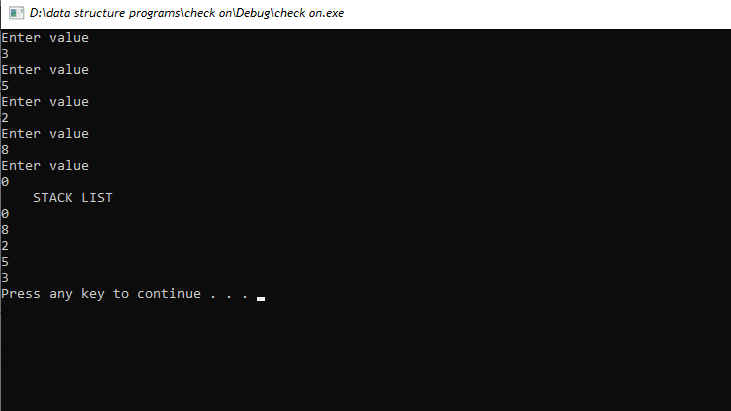 D:\data structure programs\check on\Debug\check on.exe
Enter value
3
Enter value
5
Enter value
2
Enter value
8
Enter value
0
    STACK LIST
0
8
2
5
3
Press any key to continue . . .